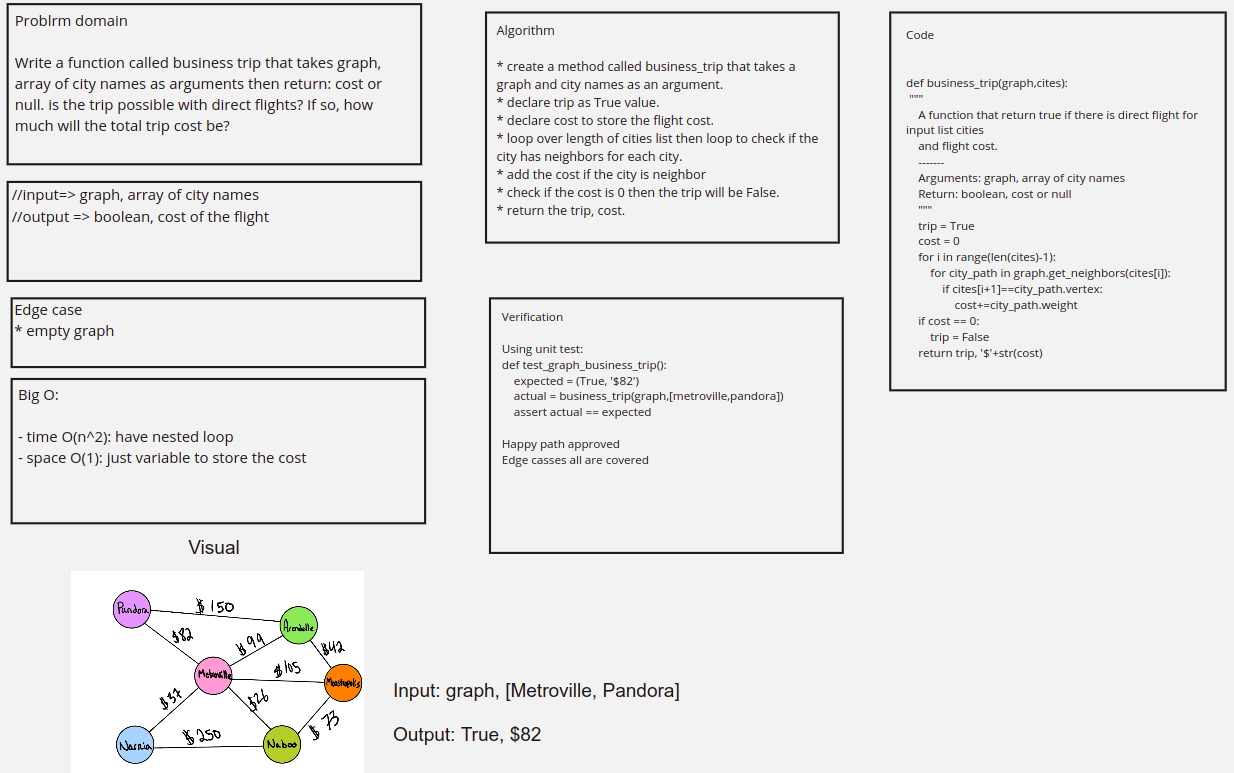 Problrm domain
Write a function called business trip that takes graph,
array of city names as arguments then return: cost or
null. is the trip possible with direct flights? If so, how
much will the total trip cost be?
//input=> graph, array of city names
//output => boolean, cost of the flight
Edge case
* empty graph
Big O:
- time O(n^2): have nested loop
- space O(1): just variable to store the cost
Algorithm
* create a method called business_trip that takes a
graph and city names as an argument.
* declare trip as True value.
* declare cost to store the flight cost.
* loop over length of cities list then loop to check if the
city has neighbors for each city.
* add the cost if the city is neighbor
* check if the cost is 0 then the trip will be False.
* return the trip, cost.
Verification
Using unit test:
def test_graph_business_trip():
expected = (True, '$82')
actual = business_trip(graph,[metroville,pandora])
assert actual == expected
Happy path approved
Edge casses all are covered
Code
def business_trip(graph,cites):
"""
A function that return true if there is direct flight for
input list cities
and flight cost.
-------
Arguments: graph, array of city names
Return: boolean, cost or null
"""
trip = True
cost = 0
for i in range(len(cites)-1):
for city_path in graph.get_neighbors(cites[i]):
if cites[i+1]==city_path.vertex:
cost+=city_path.weight
if cost == 0:
trip = False
return trip, '$'+str(cost)
Visual
Pandora
$150
Arendelle
$82
$99
$42
Metroville
$105
Monstropolis
$37
$26
$ 73
Narnia
$250
Naboo
Input: graph, [Metroville, Pandora]
Output: True, $82